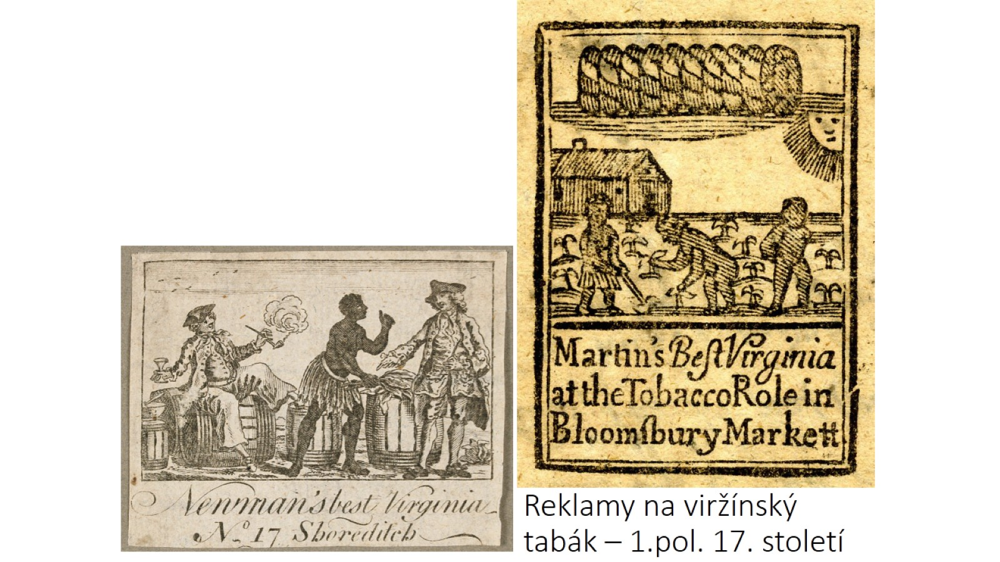 Newman's best Virginia
No. 17 Shoreditch
Martin's Beſt Virginia
at the Tobacco Role in
Bloomſbury Markett
Reklamy na viržínský
tabák – 1.pol. 17. století